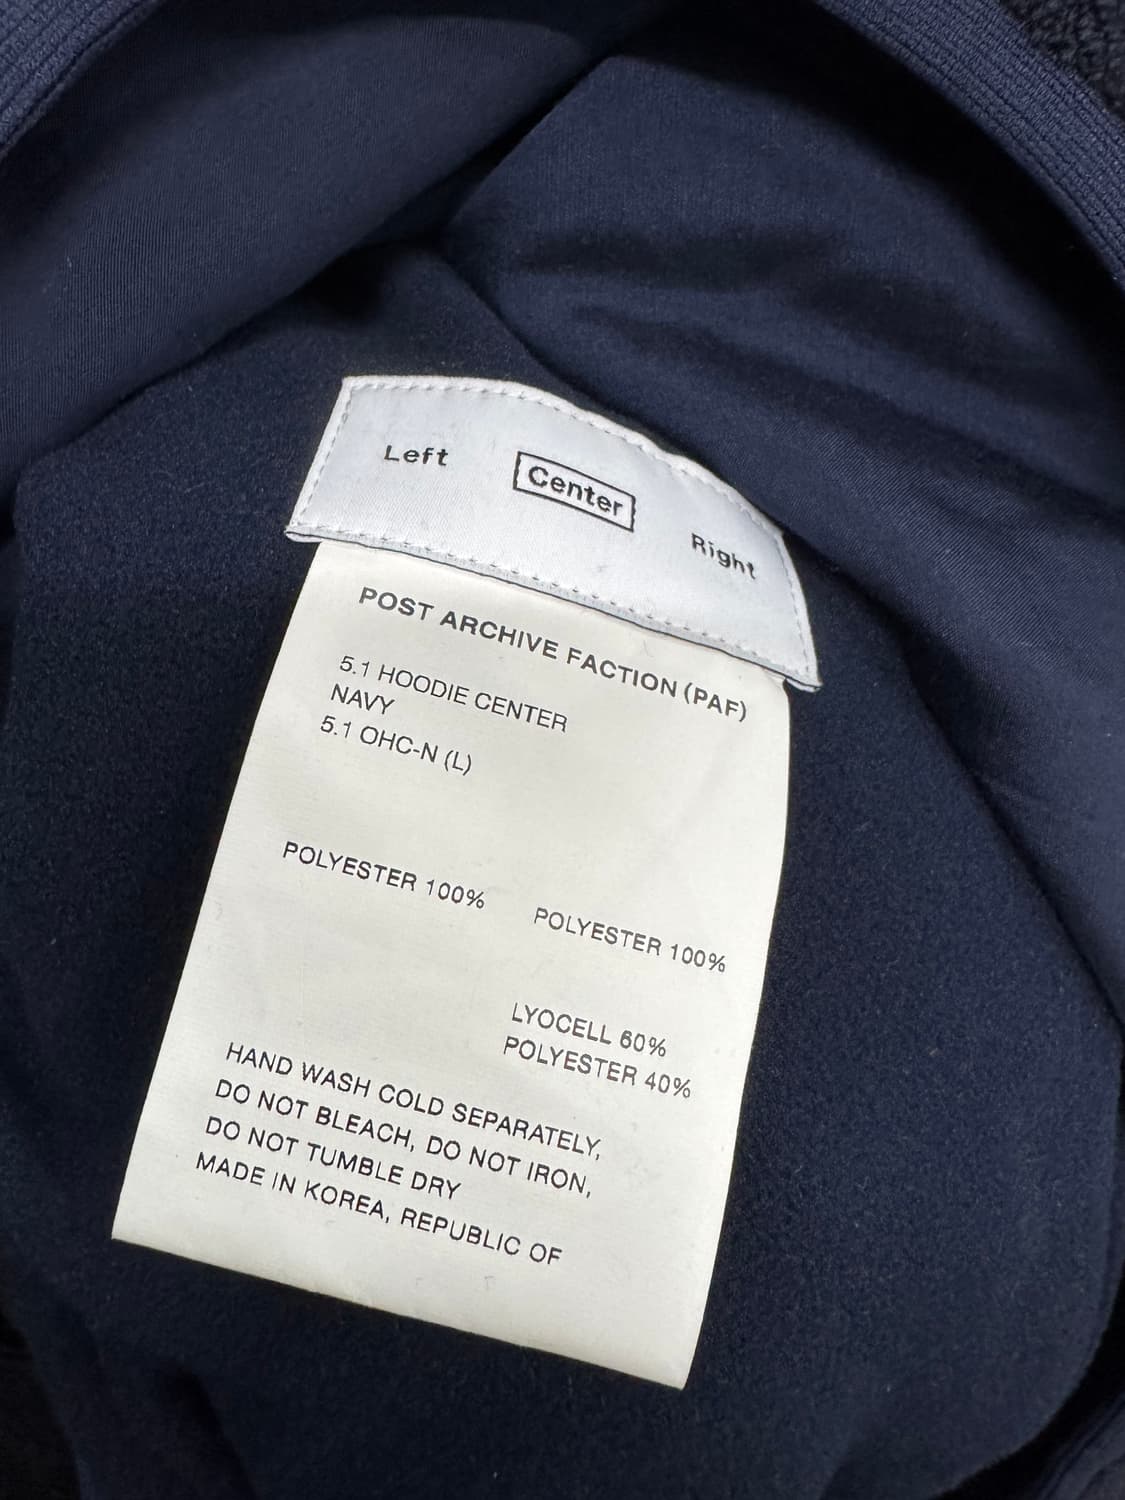 Left
Center
Right
POST ARCHIVE FACTION (PAF)
5.1 HOODIE CENTER
NAVY
5.1 OHC-N (L)
POLYESTER 100%
POLYESTER 100%
LYOCELL 60%
POLYESTER 40%
HAND WASH COLD SEPARATELY,
DO NOT BLEACH, DO NOT IRON,
DO NOT TUMBLE DRY
MADE IN KOREA, REPUBLIC OF